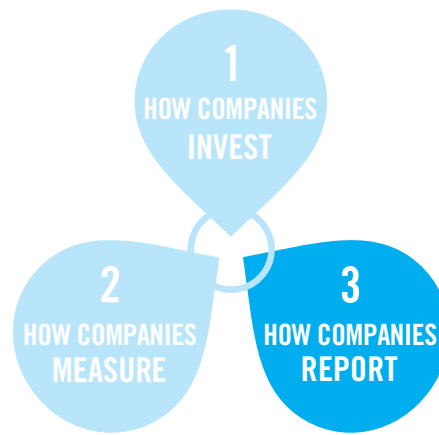 1
HOW COMPANIES
INVEST
2
HOW COMPANIES
MEASURE
3
HOW COMPANIES
REPORT